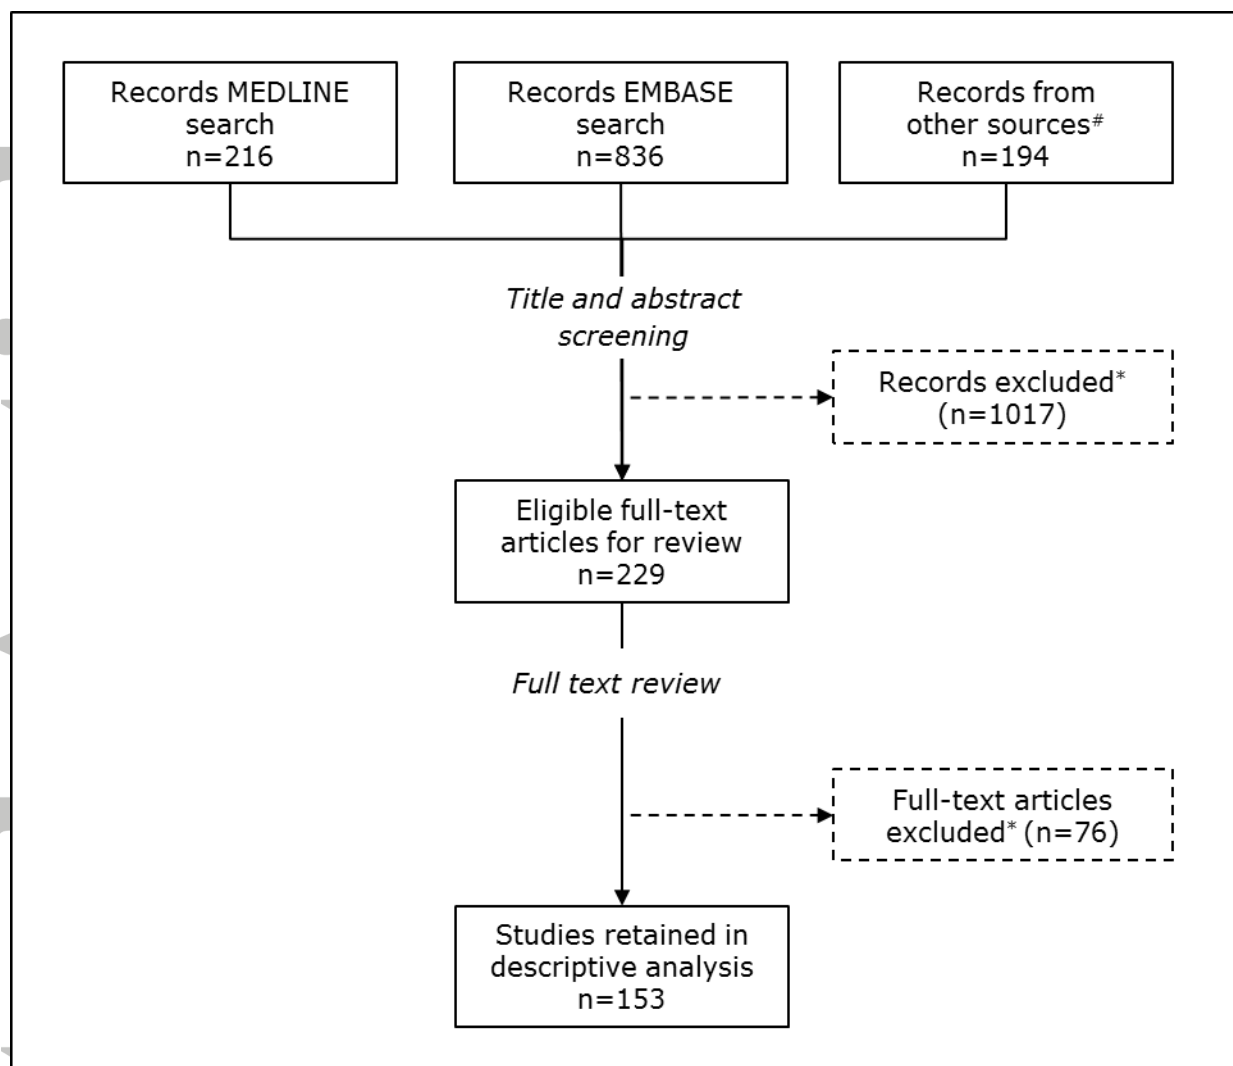 Records MEDLINE
search
n=216
Records EMBASE
search
n=836
Records from
other sources#
n=194
Title and abstract
screening
Records excluded*
(n=1017)
Eligible full-text
articles for review
n=229
Full text review
Full-text articles
excluded* (n=76)
Studies retained in
descriptive analysis
n=153